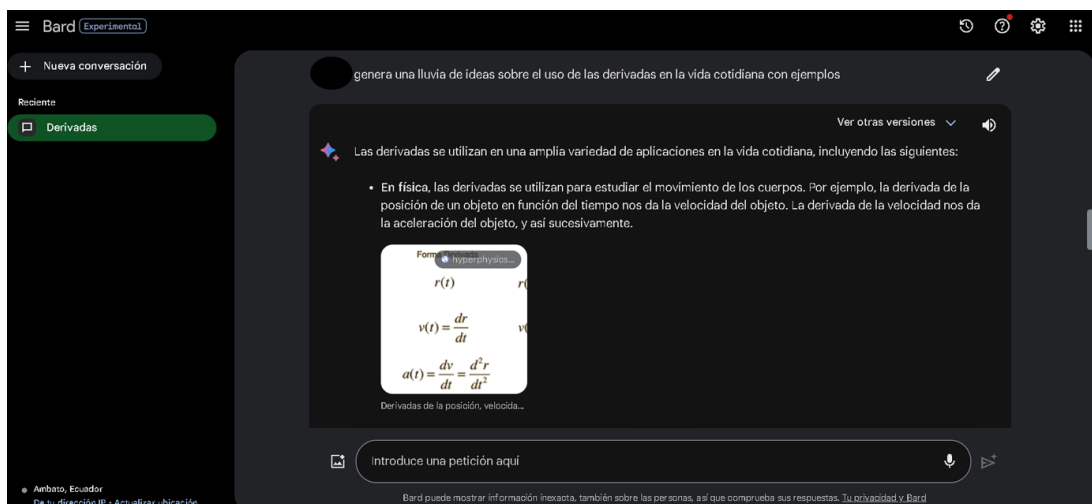 Bard Experimental
Nueva conversación
Reciente
Derivadas
genera una lluvia de ideas sobre el uso de las derivadas en la vida cotidiana con ejemplos
Ver otras versiones
Las derivadas se utilizan en una amplia variedad de aplicaciones en la vida cotidiana, incluyendo las siguientes:
• En física, las derivadas se utilizan para estudiar el movimiento de los cuerpos. Por ejemplo, la derivada de la
posición de un objeto en función del tiempo nos da la velocidad del objeto. La derivada de la velocidad nos da
la aceleración del objeto, y así sucesivamente.
hyperphysics...
r(t) r(
v(t) = dr/dt v(
a(t) = dv/dt = d²r/dt²
Derivadas de la posición, velocida...
Introduce una petición aquí
Ambato, Ecuador
De tu dirección IP • Actualizar ubicación
Bard puede mostrar información inexacta, también sobre las personas, así que comprueba sus respuestas. Tu privacidad y Bard